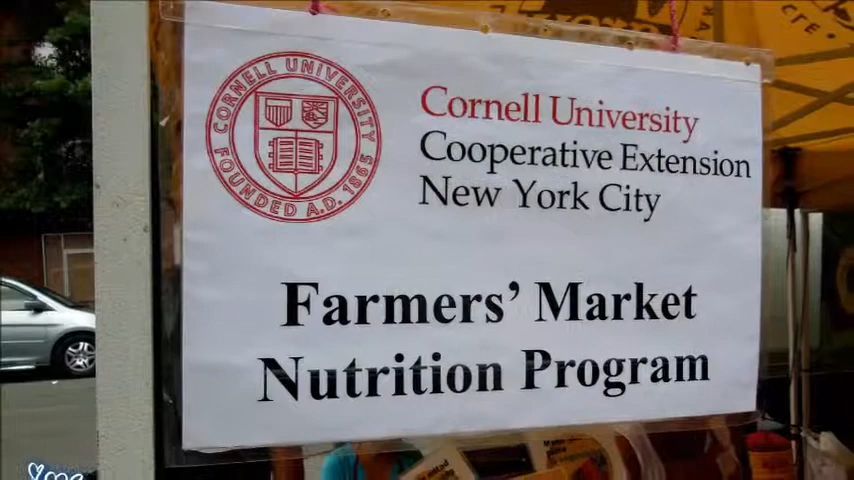 CORNELL UNIVERSITY
FOUNDED A.D. 1865
Cornell University
Cooperative Extension
New York City
Farmers' Market
Nutrition Program